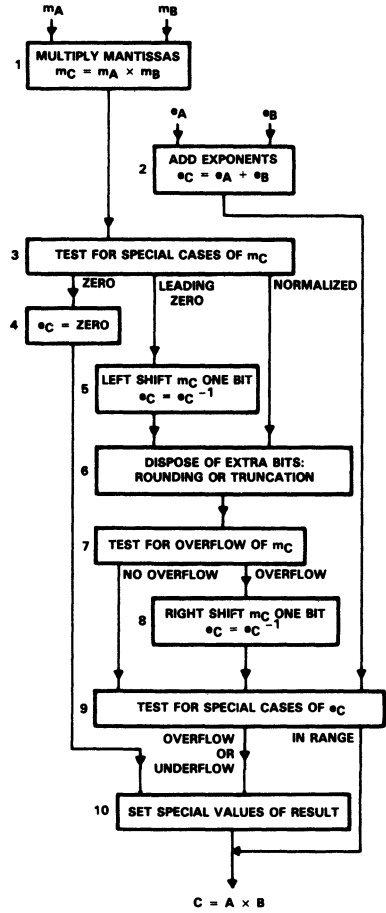 mA mB
1 MULTIPLY MANTISSAS
mC = mA × mB
eA eB
2 ADD EXPONENTS
eC = eA + eB
3 TEST FOR SPECIAL CASES OF mC
ZERO LEADING ZERO NORMALIZED
4 eC = ZERO
5 LEFT SHIFT mC ONE BIT
eC = eC -1
6 DISPOSE OF EXTRA BITS:
ROUNDING OR TRUNCATION
7 TEST FOR OVERFLOW OF mC
NO OVERFLOW OVERFLOW
8 RIGHT SHIFT mC ONE BIT
eC = eC -1
9 TEST FOR SPECIAL CASES OF eC
OVERFLOW OR UNDERFLOW IN RANGE
10 SET SPECIAL VALUES OF RESULT
C = A × B